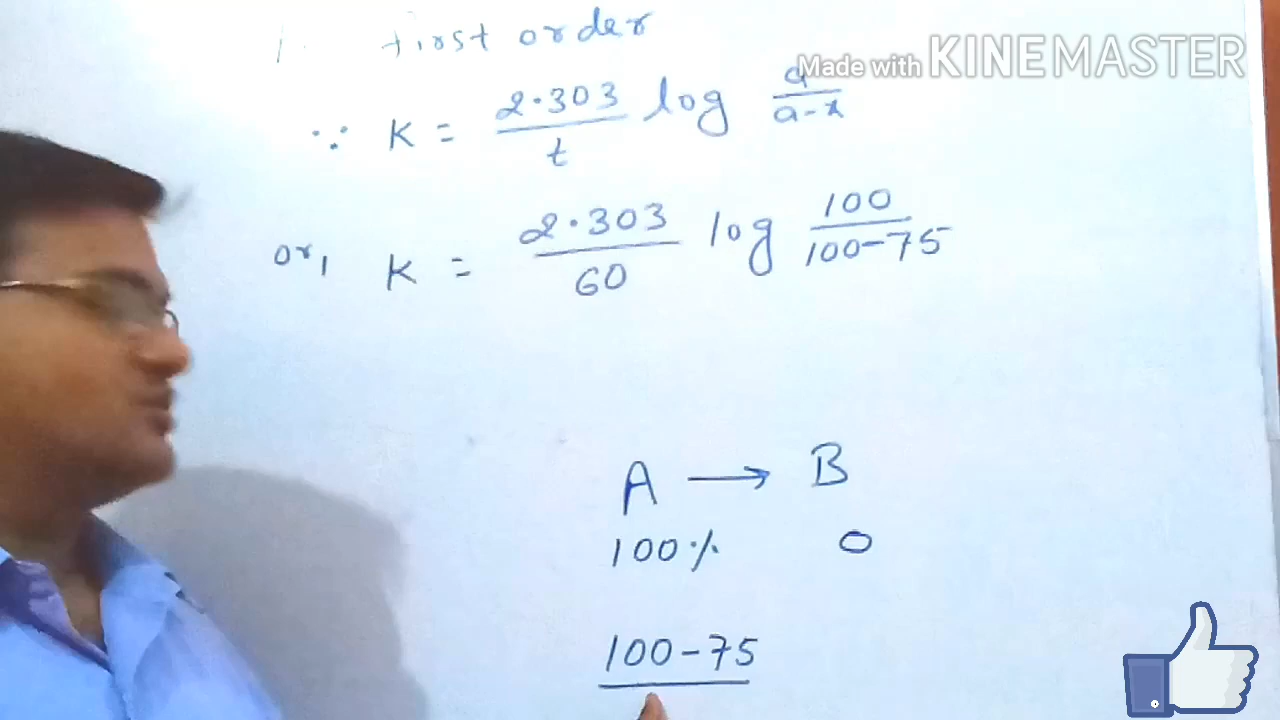 first order
Made with KINEMASTER
∵ K = 2.303/t log a/a-x
or, K = 2.303/60 log 100/100-75
A → B
100% 0
100-75